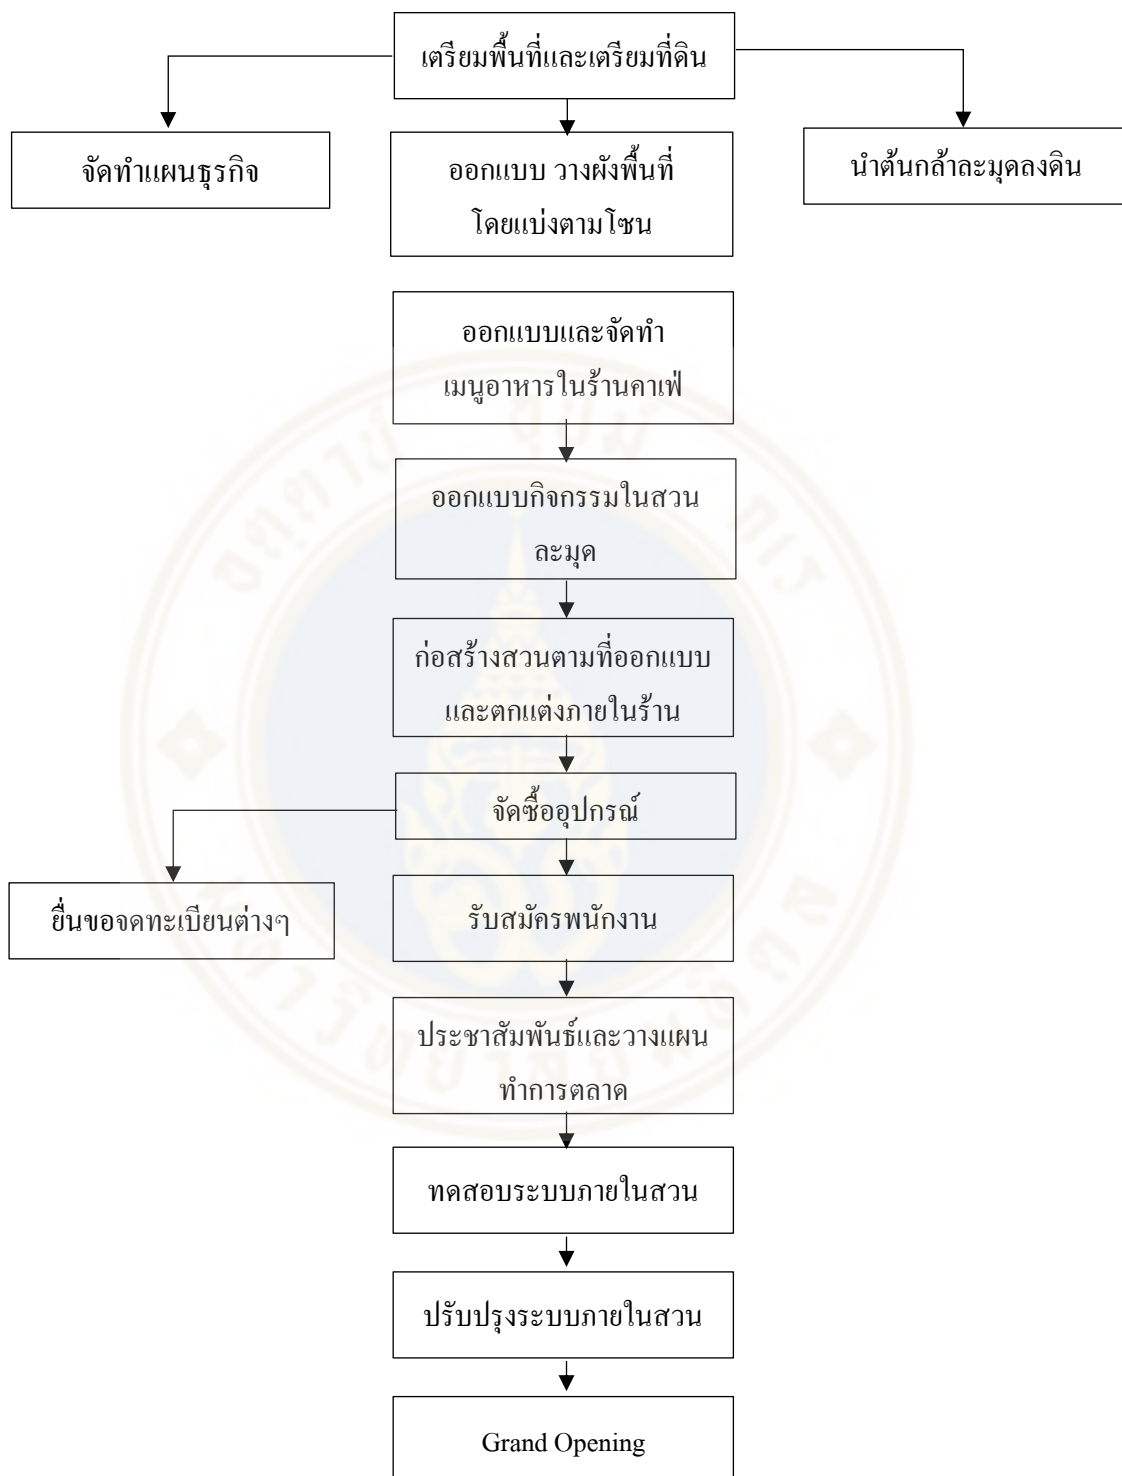 เตรียมพื้นที่และเตรียมที่ดิน
จัดทำแผนธุรกิจ
ออกแบบ วางผังพื้นที่
โดยแบ่งตามโซน
นำต้นกล้าละมุดลงดิน
ออกแบบและจัดทำ
เมนูอาหารในร้านคาเฟ่
ออกแบบกิจกรรมในสวน
ละมุด
ก่อสร้างสวนตามที่ออกแบบ
และตกแต่งภายในร้าน
จัดซื้ออุปกรณ์
ยื่นขอจดทะเบียนต่างๆ
รับสมัครพนักงาน
ประชาสัมพันธ์และวางแผน
ทำการตลาด
ทดสอบระบบภายในสวน
ปรับปรุงระบบภายในสวน
Grand Opening
มหาวิทยาลัยมหิดล